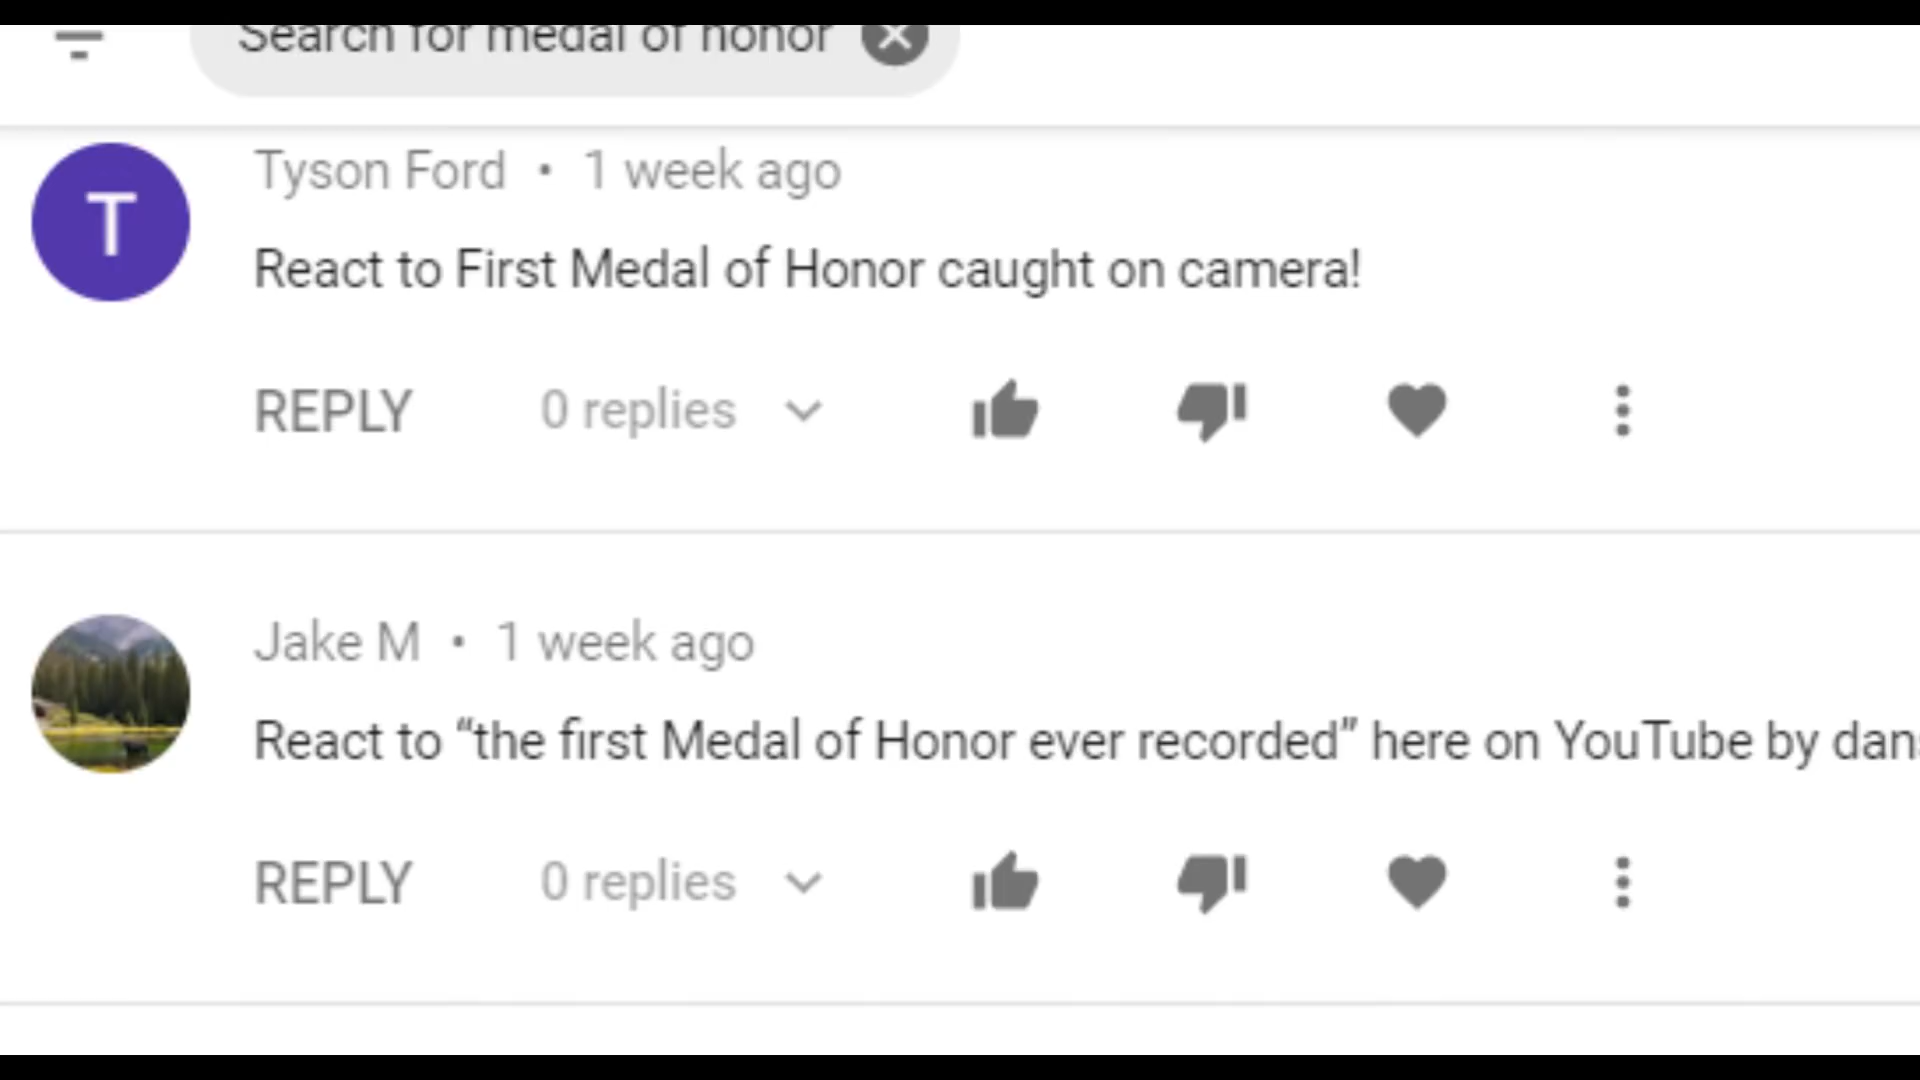 Search for medal of honor
T
Tyson Ford • 1 week ago
React to First Medal of Honor caught on camera!
REPLY 0 replies
Jake M • 1 week ago
React to “the first Medal of Honor ever recorded” here on YouTube by
REPLY 0 replies